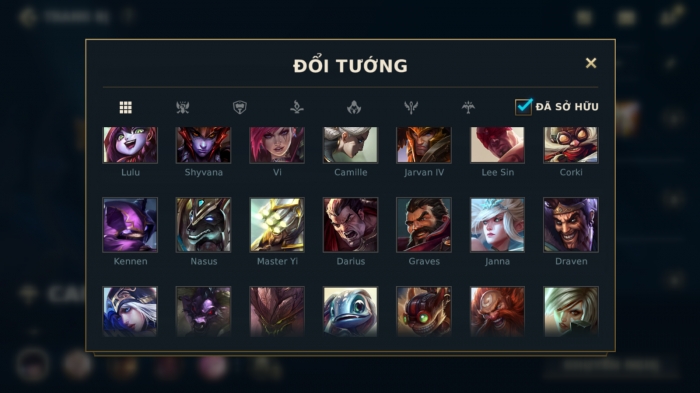 ĐỔI TƯỚNG
ĐÃ SỞ HỮU
Lulu Shyvana Vi Camille Jarvan IV Lee Sin Corki
Kennen Nasus Master Yi Darius Graves Janna Draven